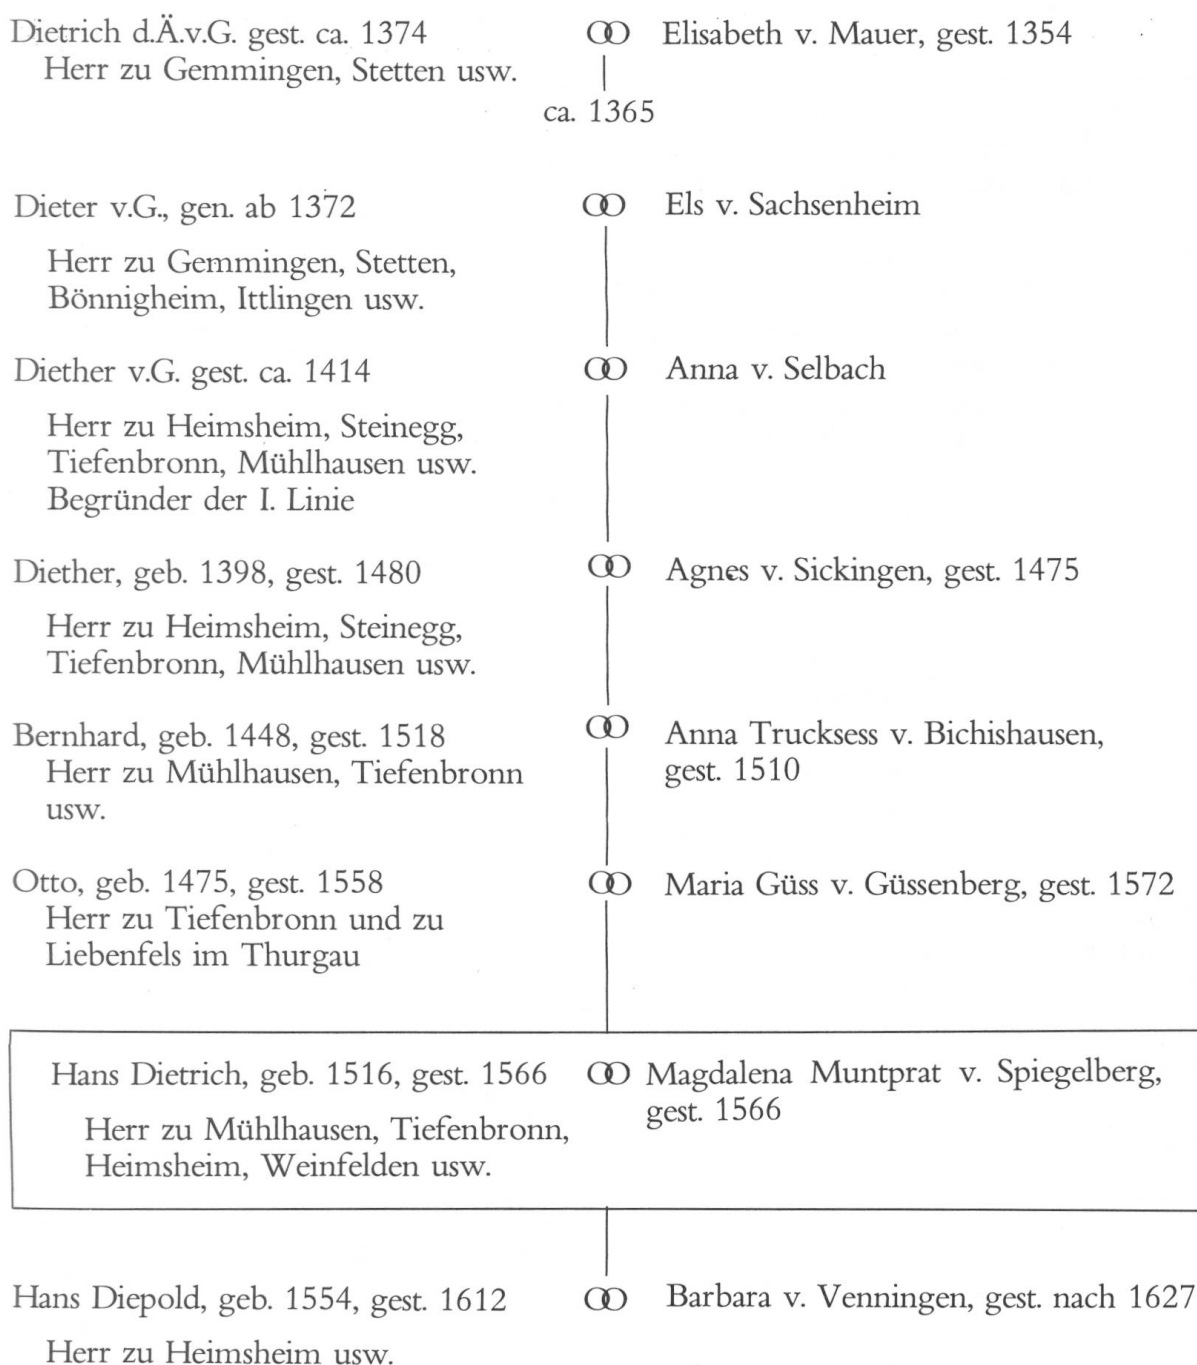 Dietrich d.Ä.v.G. gest. ca. 1374 ⚭ Elisabeth v. Mauer, gest. 1354
Herr zu Gemmingen, Stetten usw.
ca. 1365
Dieter v.G., gen. ab 1372 ⚭ Els v. Sachsenheim
Herr zu Gemmingen, Stetten,
Bönnigheim, Ittlingen usw.
Diether v.G. gest. ca. 1414 ⚭ Anna v. Selbach
Herr zu Heimsheim, Steinegg,
Tiefenbronn, Mühlhausen usw.
Begründer der I. Linie
Diether, geb. 1398, gest. 1480 ⚭ Agnes v. Sickingen, gest. 1475
Herr zu Heimsheim, Steinegg,
Tiefenbronn, Mühlhausen usw.
Bernhard, geb. 1448, gest. 1518 ⚭ Anna Trucksess v. Bichishausen,
gest. 1510
Herr zu Mühlhausen, Tiefenbronn
usw.
Otto, geb. 1475, gest. 1558 ⚭ Maria Güss v. Güssenberg, gest. 1572
Herr zu Tiefenbronn und zu
Liebenfels im Thurgau
Hans Dietrich, geb. 1516, gest. 1566 ⚭ Magdalena Muntprat v. Spiegelberg,
gest. 1566
Herr zu Mühlhausen, Tiefenbronn,
Heimsheim, Weinfelden usw.
Hans Diepold, geb. 1554, gest. 1612 ⚭ Barbara v. Venningen, gest. nach 1627
Herr zu Heimsheim usw.